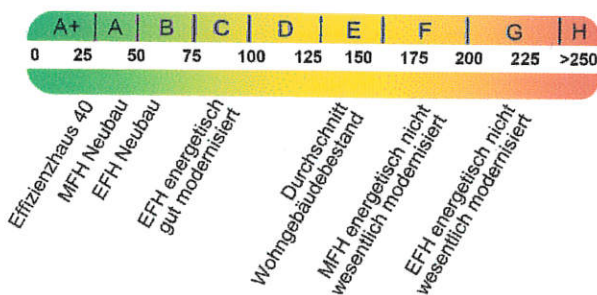 A+ A B C D E F G H
0 25 50 75 100 125 150 175 200 225 >250
Effizienzhaus 40
MFH Neubau
EFH Neubau
EFH energetisch
gut modernisiert
Durchschnitt
Wohngebäudebestand
MFH energetisch nicht
wesentlich modernisiert
EFH energetisch nicht
wesentlich modernisiert